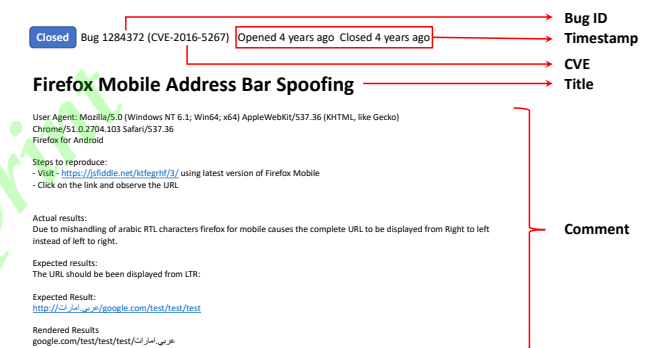 Bug ID
Closed Bug 1284372 (CVE-2016-5267) Opened 4 years ago Closed 4 years ago Timestamp
CVE
Firefox Mobile Address Bar Spoofing Title
User Agent: Mozilla/5.0 (Windows NT 6.1; Win64; x64) AppleWebKit/537.36 (KHTML, like Gecko)
Chrome/51.0.2704.103 Safari/537.36
Firefox for Android
Steps to reproduce:
- Visit - https://jsfiddle.net/ktfegrhf/3/ using latest version of Firefox Mobile
- Click on the link and observe the URL
Actual results:
Due to mishandling of arabic RTL characters firefox for mobile causes the complete URL to be displayed from Right to left
instead of left to right.
Comment
Expected results:
The URL should be been displayed from LTR:
Expected Result:
http://عربي.امارات/google.com/test/test/test
Rendered Results
google.com/test/test/test/عربي.امارات